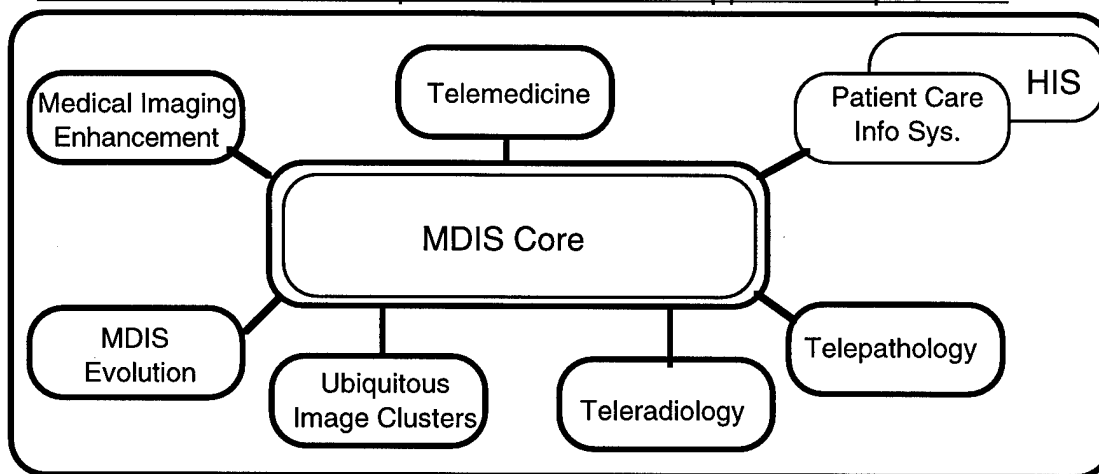 Medical Imaging
Enhancement
Telemedicine
HIS
Patient Care
Info Sys.
MDIS Core
MDIS
Evolution
Ubiquitous
Image Clusters
Teleradiology
Telepathology